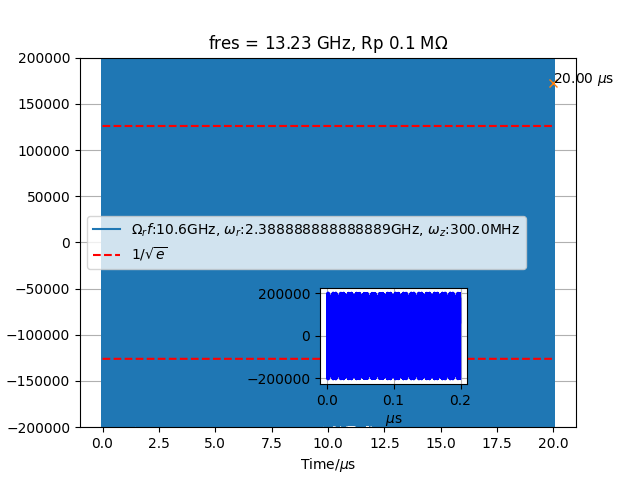 fres = 13.23 GHz, Rp 0.1 MΩ
200000
20.00 μs
150000
100000
50000
Ω_rf:10.6GHz, ω_r:2.388888888888889GHz, ω_z:300.0MHz
0
1/√e
−50000
200000
−100000
0
−150000
−200000
0.0 0.1 0.2
μs
−200000
0.0 2.5 5.0 7.5 10.0 12.5 15.0 17.5 20.0
Time/μs